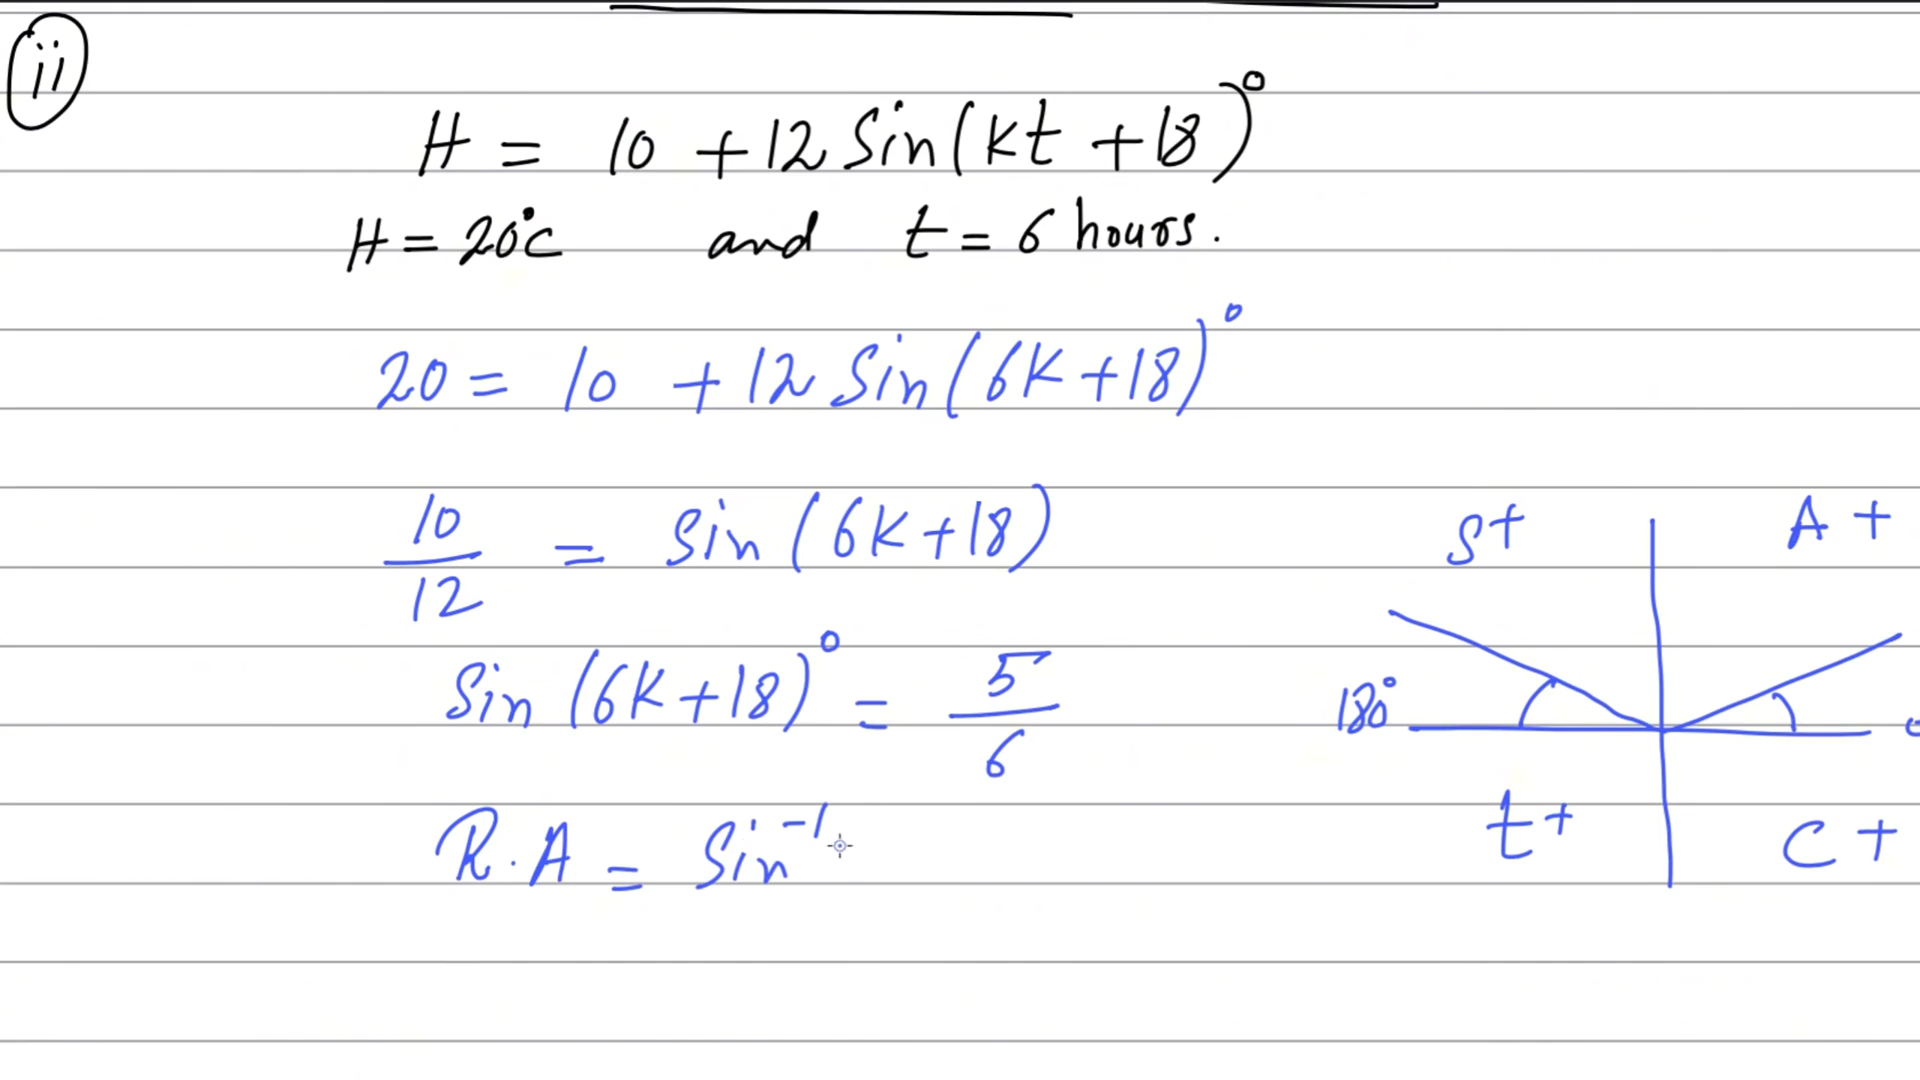 ii
H = 10 + 12 Sin(Kt + 18)°
H = 20°C and t = 6 hours.
20 = 10 + 12 Sin(6K + 18)°
10/12 = Sin(6K + 18)
Sin(6K + 18)° = 5/6
R.A = Sin⁻¹
S+ A+
180°
t+ C+